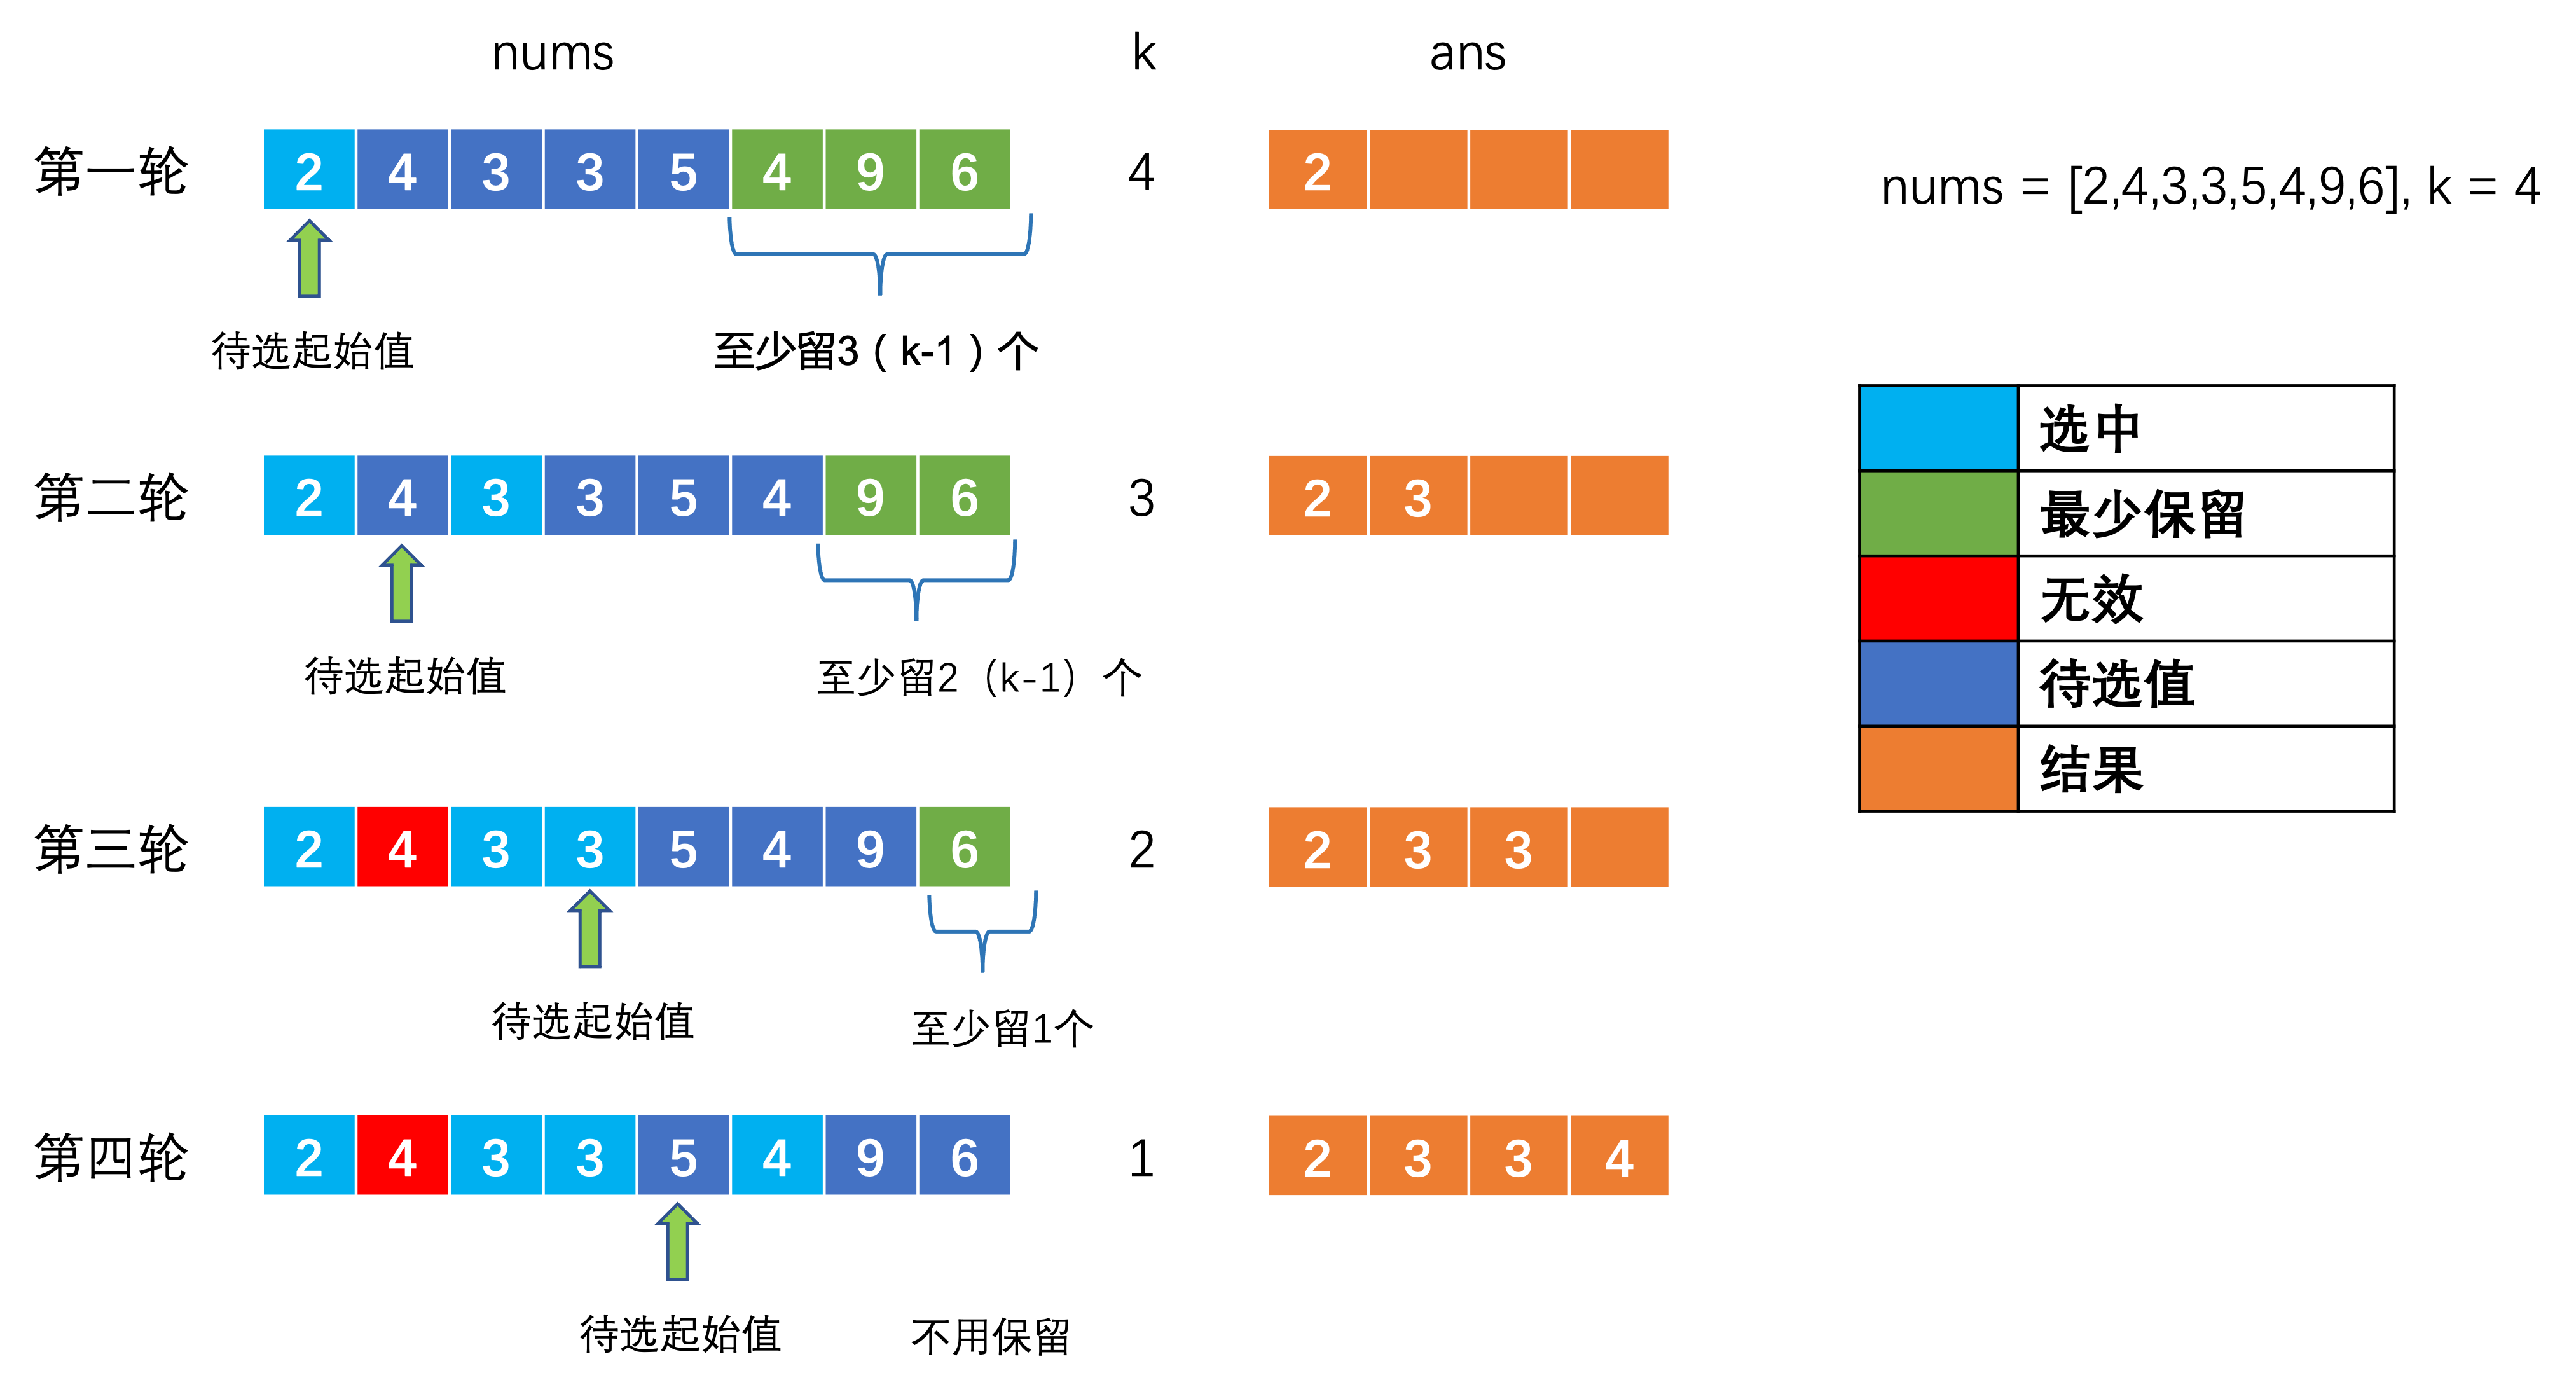 nums k ans
第一轮 2 4 3 3 5 4 9 6 4 2
nums = [2,4,3,3,5,4,9,6], k = 4
待选起始值 至少留3（k-1）个
第二轮 2 4 3 3 5 4 9 6 3 2 3
待选起始值 至少留2（k-1）个
第三轮 2 4 3 3 5 4 9 6 2 2 3 3
待选起始值 至少留1个
第四轮 2 4 3 3 5 4 9 6 1 2 3 3 4
待选起始值 不用保留
选中
最少保留
无效
待选值
结果